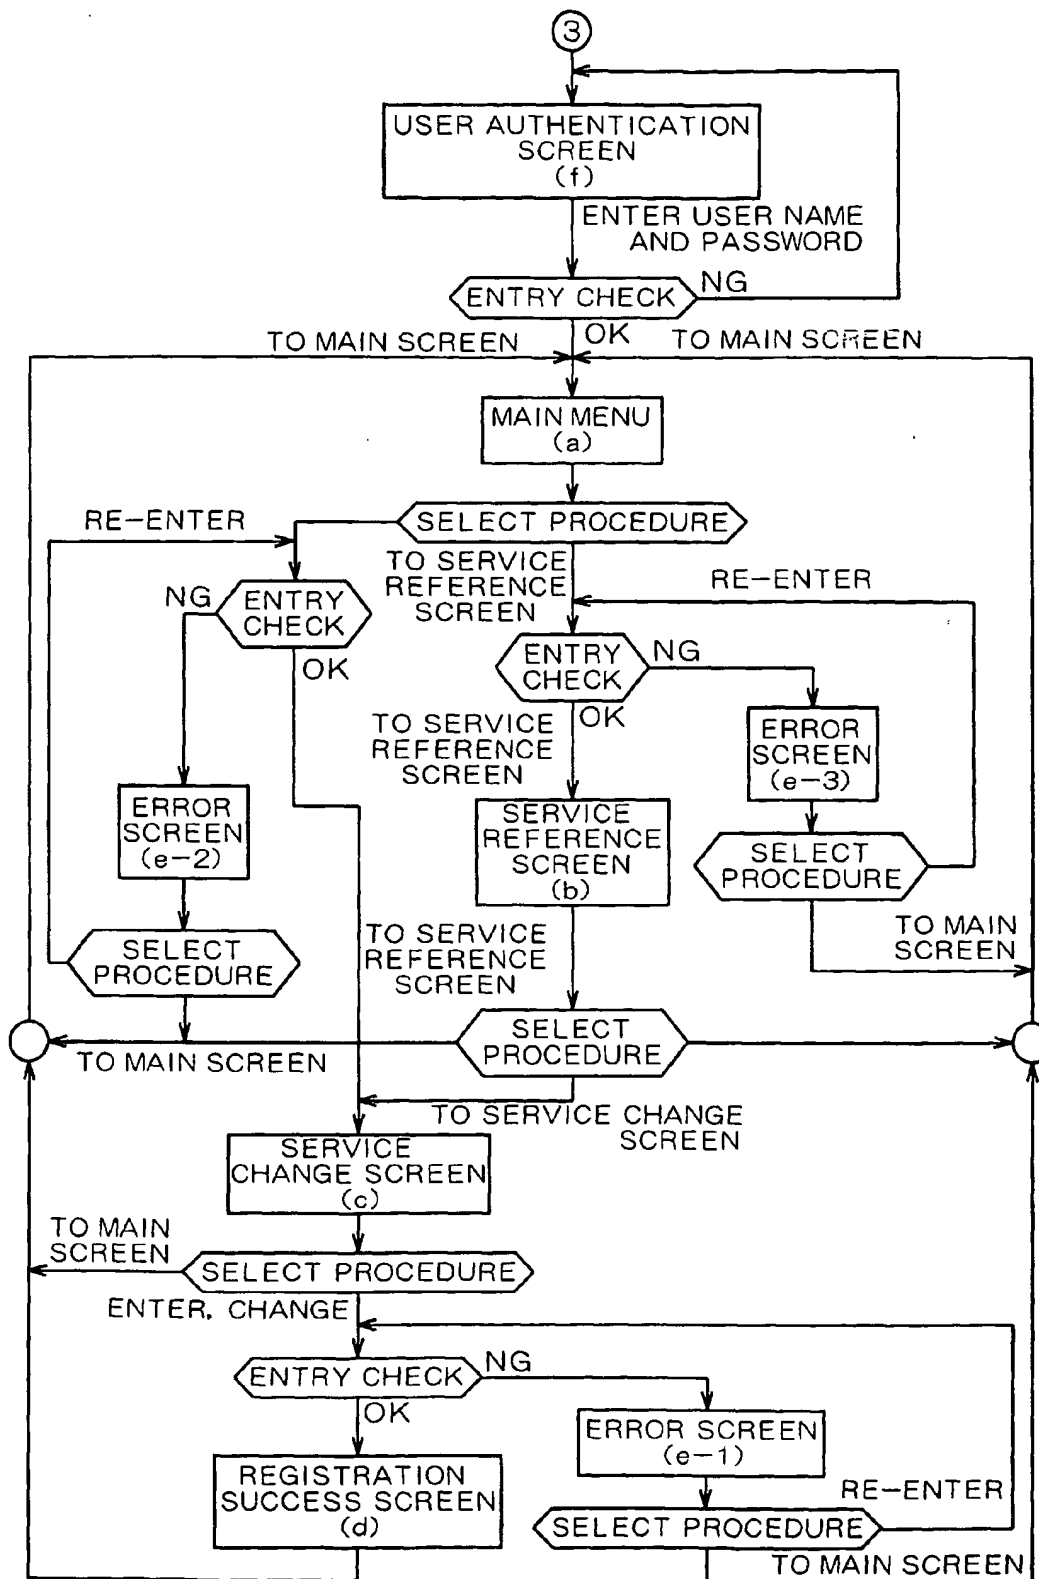 3
USER AUTHENTICATION
SCREEN
(f)
ENTER USER NAME
AND PASSWORD
ENTRY CHECK
NG
OK
TO MAIN SCREEN
TO MAIN SCREEN
MAIN MENU
(a)
SELECT PROCEDURE
RE-ENTER
TO SERVICE
REFERENCE
SCREEN
RE-ENTER
NG
ENTRY
CHECK
OK
ENTRY
CHECK
NG
OK
TO SERVICE
REFERENCE
SCREEN
ERROR
SCREEN
(e-3)
ERROR
SCREEN
(e-2)
SERVICE
REFERENCE
SCREEN
(b)
SELECT
PROCEDURE
TO MAIN
SCREEN
SELECT
PROCEDURE
TO SERVICE
REFERENCE
SCREEN
SELECT
PROCEDURE
TO MAIN SCREEN
TO SERVICE CHANGE
SCREEN
SERVICE
CHANGE SCREEN
(c)
TO MAIN
SCREEN
SELECT PROCEDURE
ENTER, CHANGE
ENTRY CHECK
NG
OK
ERROR SCREEN
(e-1)
REGISTRATION
SUCCESS SCREEN
(d)
RE-ENTER
SELECT PROCEDURE
TO MAIN SCREEN